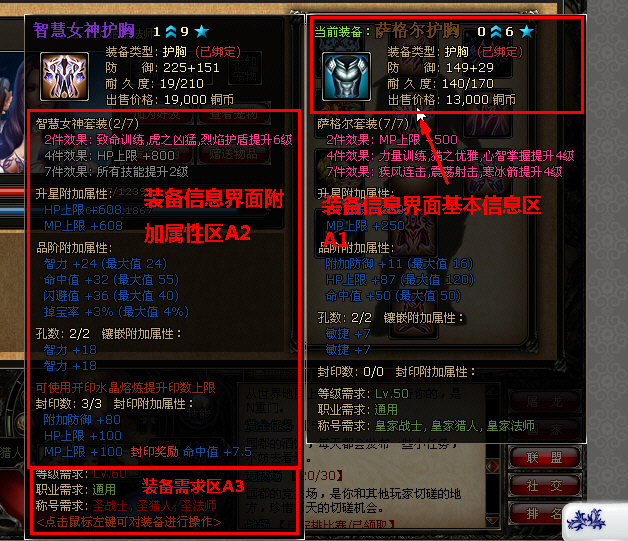 智慧女神护胸 1 9
装备类型: 护胸 (已绑定)
防 御: 225+151
耐 久 度: 19/210
出售价格: 19,000 铜币
智慧女神套装(2/7)
2件效果: 致命训练,虎之凶猛,烈焰护盾提升6级
4件效果: HP上限 +800
7件效果: 所有技能提升2级
升星附加属性:
HP上限 +608
MP上限 +608
装备信息界面附
加属性区A2
品阶附加属性:
智力 +24 (最大值 24)
命中值 +32 (最大值 55)
闪避值 +36 (最大值 40)
掉宝率 +3% (最大值 4%)
孔数: 2/2 镶嵌附加属性:
智力 +18
智力 +18
可使用开印水晶熔炼提升印数上限
封印数: 3/3 封印附加属性:
附加防御 +80
HP上限 +100
MP上限 +100 封印奖励 命中值 +7.5
等级需求: Lv.60
职业需求: 通用
称号需求: 圣战士, 圣猎人, 圣法师
<点击鼠标左键可对装备进行操作>
装备需求区A3
当前装备: 萨格尔护胸 0 6
装备类型: 护胸 (已绑定)
防 御: 149+29
耐 久 度: 140/170
出售价格: 13,000 铜币
萨格尔套装(7/7)
2件效果: MP上限 +500
4件效果: 力量训练,猫之优雅,心智掌握提升4级
7件效果: 疾风连击,震荡射击,寒冰箭提升4级
升星附加属性:
装备信息界面基本信息区
A1
MP上限 +250
品阶附加属性:
附加防御 +11 (最大值 16)
HP上限 +87 (最大值 120)
命中值 +50 (最大值 50)
孔数: 2/2 镶嵌附加属性:
敏捷 +7
敏捷 +7
封印数: 0/0 封印附加属性:
等级需求: Lv.50
职业需求: 通用
称号需求: 皇家战士, 皇家猎人, 皇家法师
联 盟
社 交
排 名